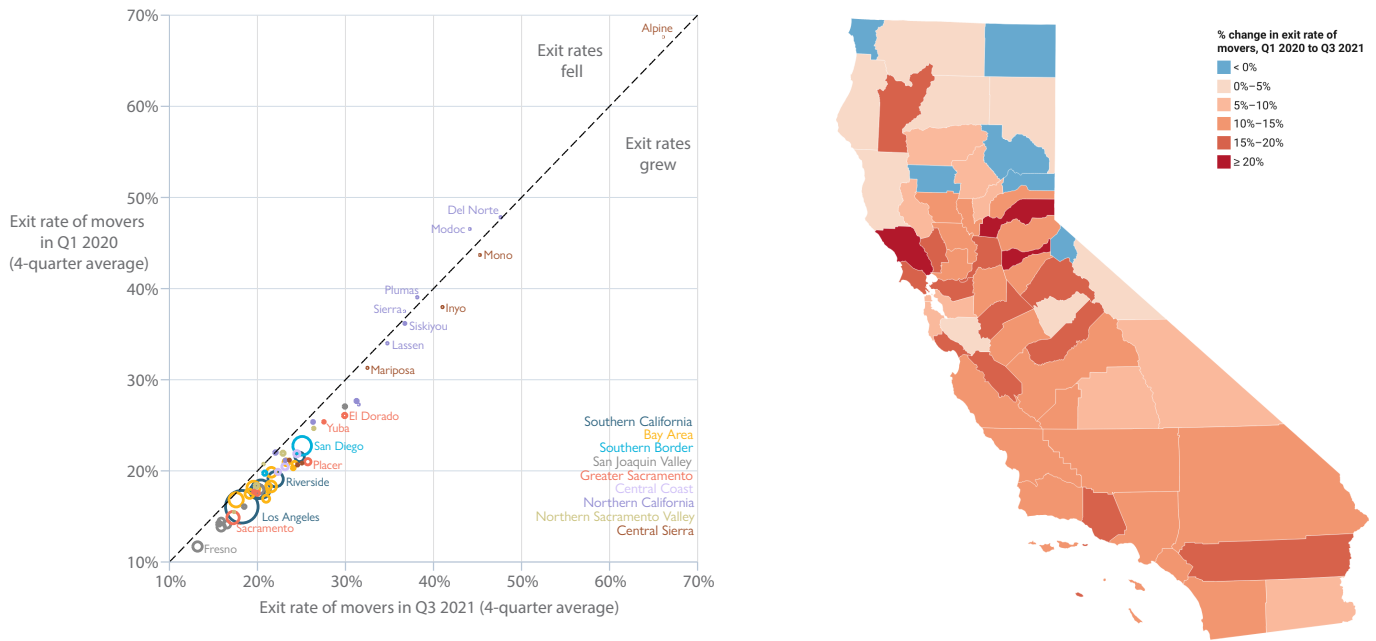 70%
60%
50%
40%
30%
20%
10%
Exit rate of movers
in Q1 2020
(4-quarter average)
10%
20%
30%
40%
50%
60%
70%
Exit rate of movers in Q3 2021 (4-quarter average)
Exit rates
fell
Exit rates
grew
Alpine
Del Norte
Modoc
Mono
Plumas
Sierra
Inyo
Siskiyou
Lassen
Mariposa
El Dorado
Yuba
San Diego
Placer
Riverside
Los Angeles
Sacramento
Fresno
Southern California
Bay Area
Southern Border
San Joaquin Valley
Greater Sacramento
Central Coast
Northern California
Northern Sacramento Valley
Central Sierra
% change in exit rate of
movers, Q1 2020 to Q3 2021
< 0%
0%–5%
5%–10%
10%–15%
15%–20%
≥ 20%